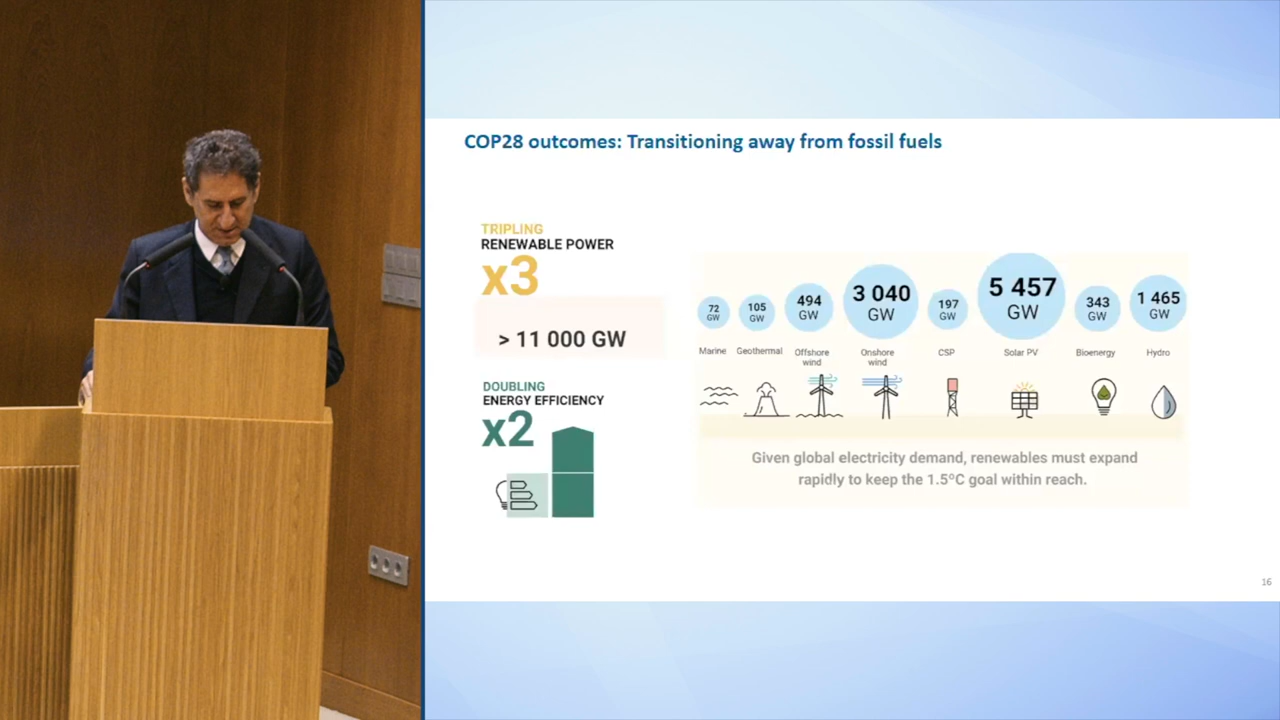 COP28 outcomes: Transitioning away from fossil fuels
TRIPLING
RENEWABLE POWER
x3
> 11 000 GW
DOUBLING
ENERGY EFFICIENCY
x2
72
GW
Marine
105
GW
Geothermal
494
GW
Offshore
wind
3 040
GW
Onshore
wind
197
GW
CSP
5 457
GW
Solar PV
343
GW
Bioenergy
1 465
GW
Hydro
Given global electricity demand, renewables must expand
rapidly to keep the 1.5ºC goal within reach.
16